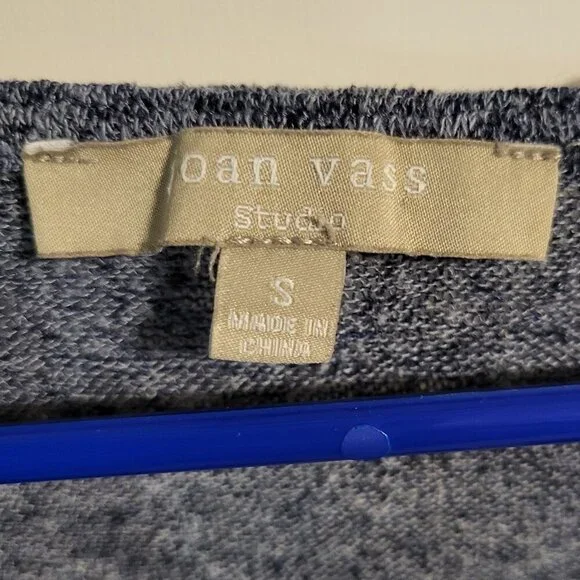 joan vass
studio
S
MADE IN
CHINA